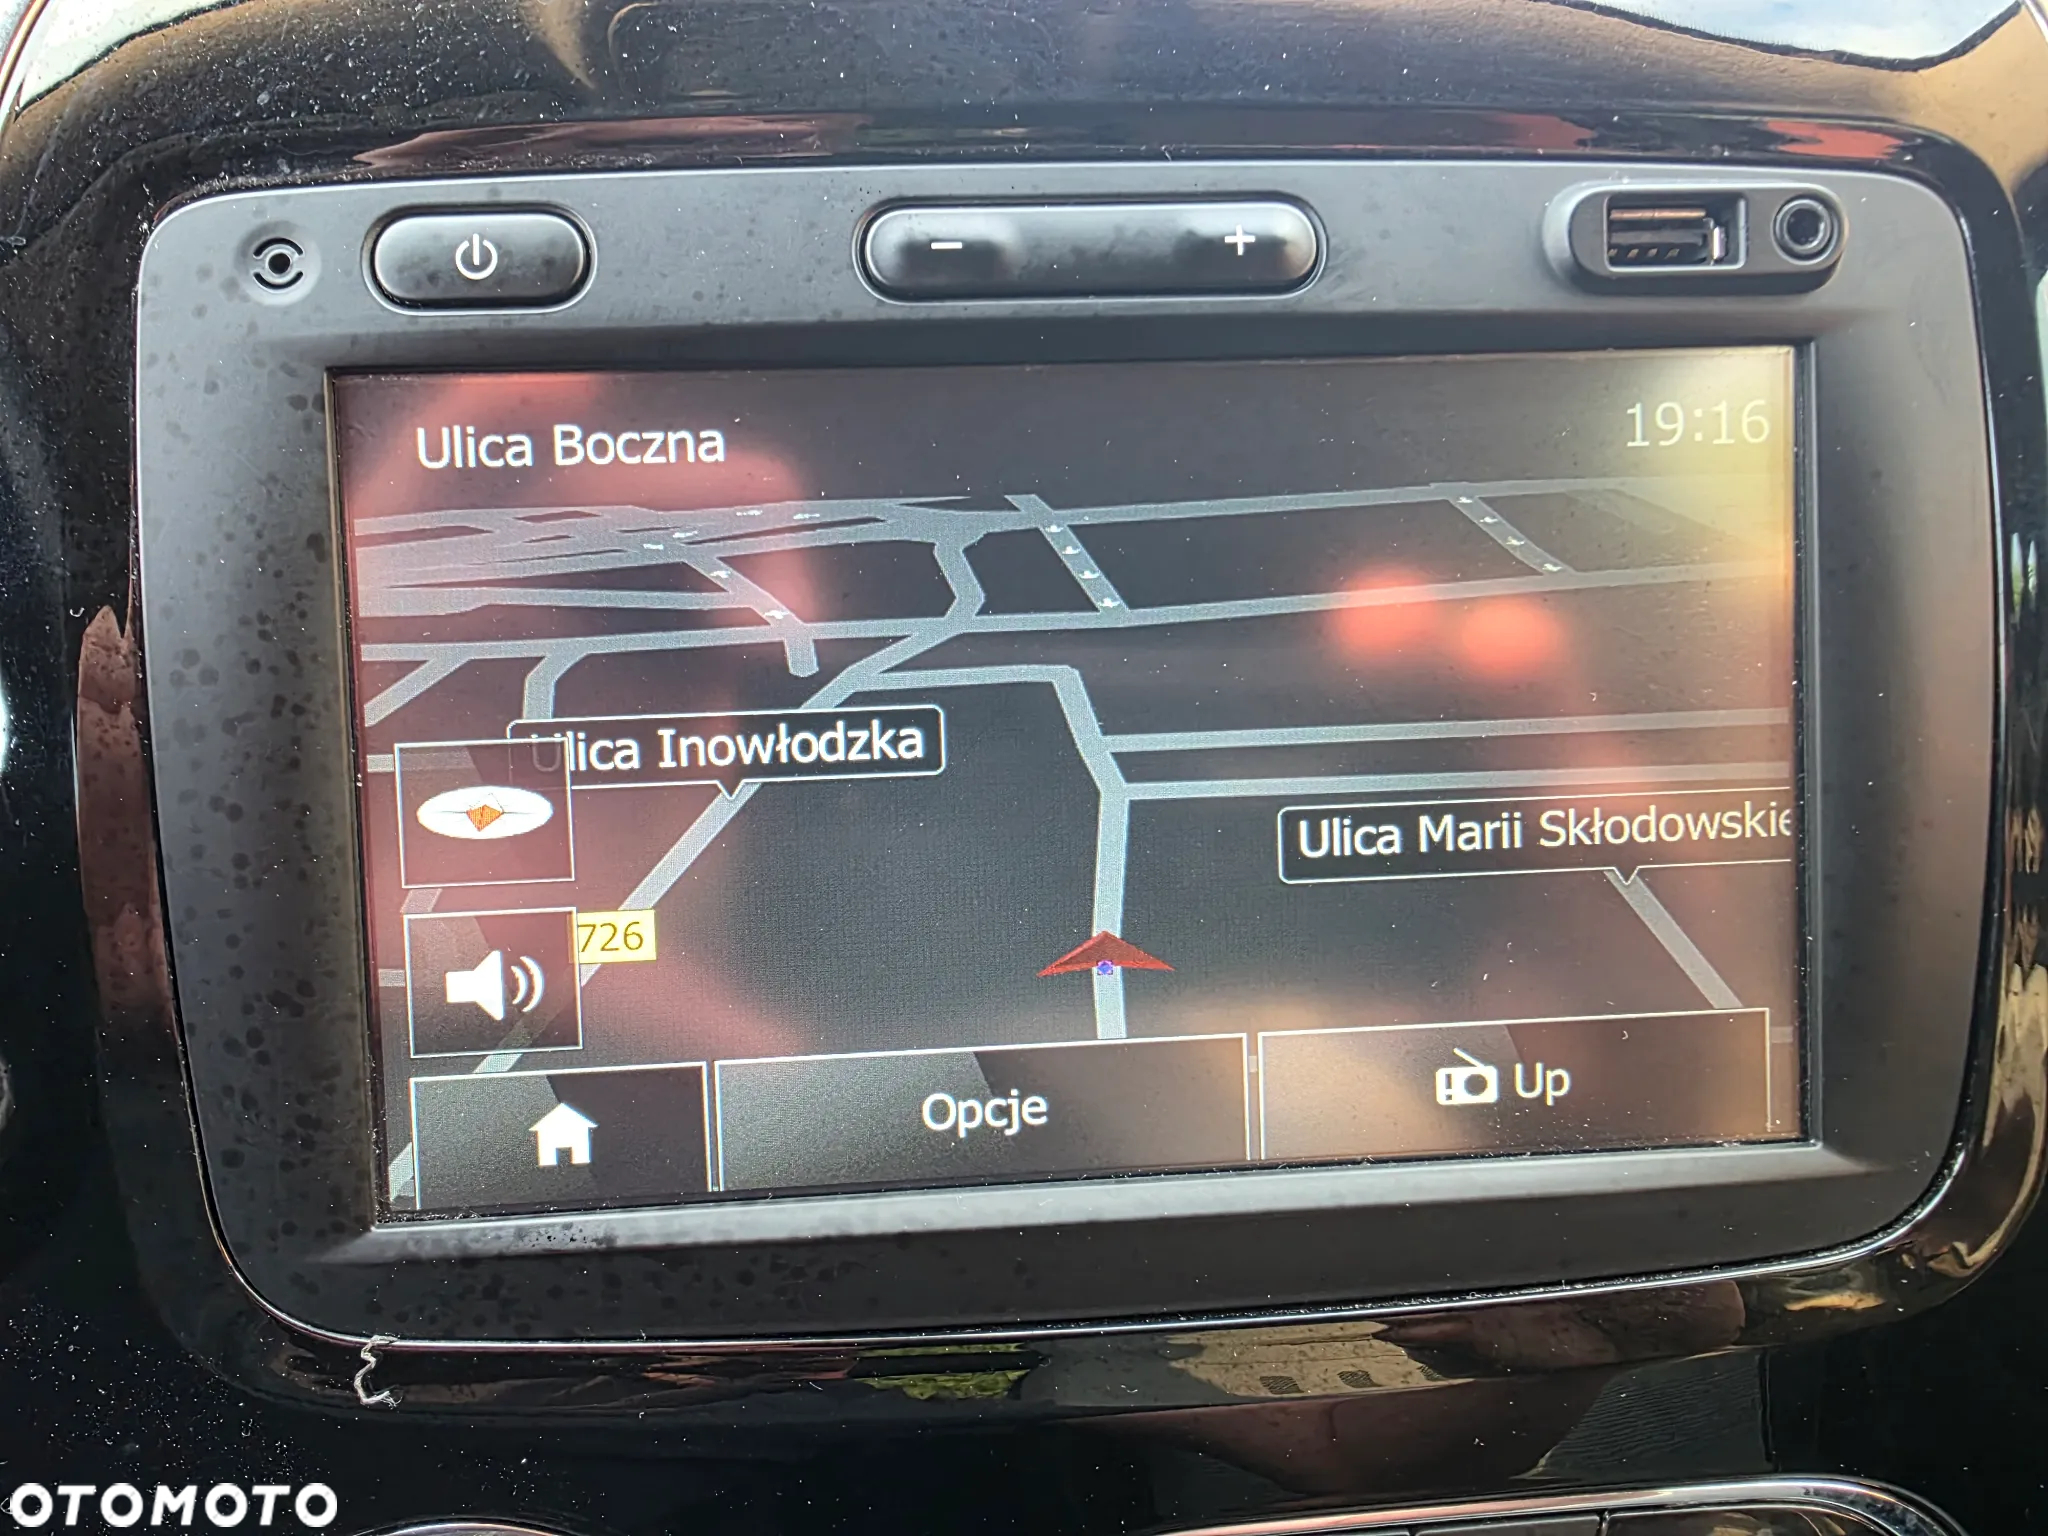 Ulica Boczna
19:16
Ulica Inowłodzka
Ulica Marii Skłodowskie
726
Opcje
Up
OTOMOTO